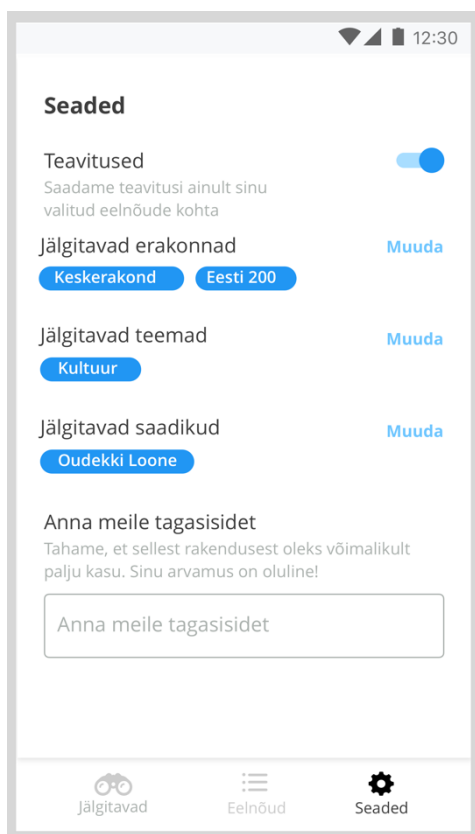 12:30
Seaded
Teavitused
Saadame teavitusi ainult sinu
valitud eelnõude kohta
Jälgitavad erakonnad Muuda
Keskerakond Eesti 200
Jälgitavad teemad Muuda
Kultuur
Jälgitavad saadikud Muuda
Oudekki Loone
Anna meile tagasisidet
Tahame, et sellest rakendusest oleks võimalikult
palju kasu. Sinu arvamus on oluline!
Anna meile tagasisidet
Jälgitavad Eelnõud Seaded